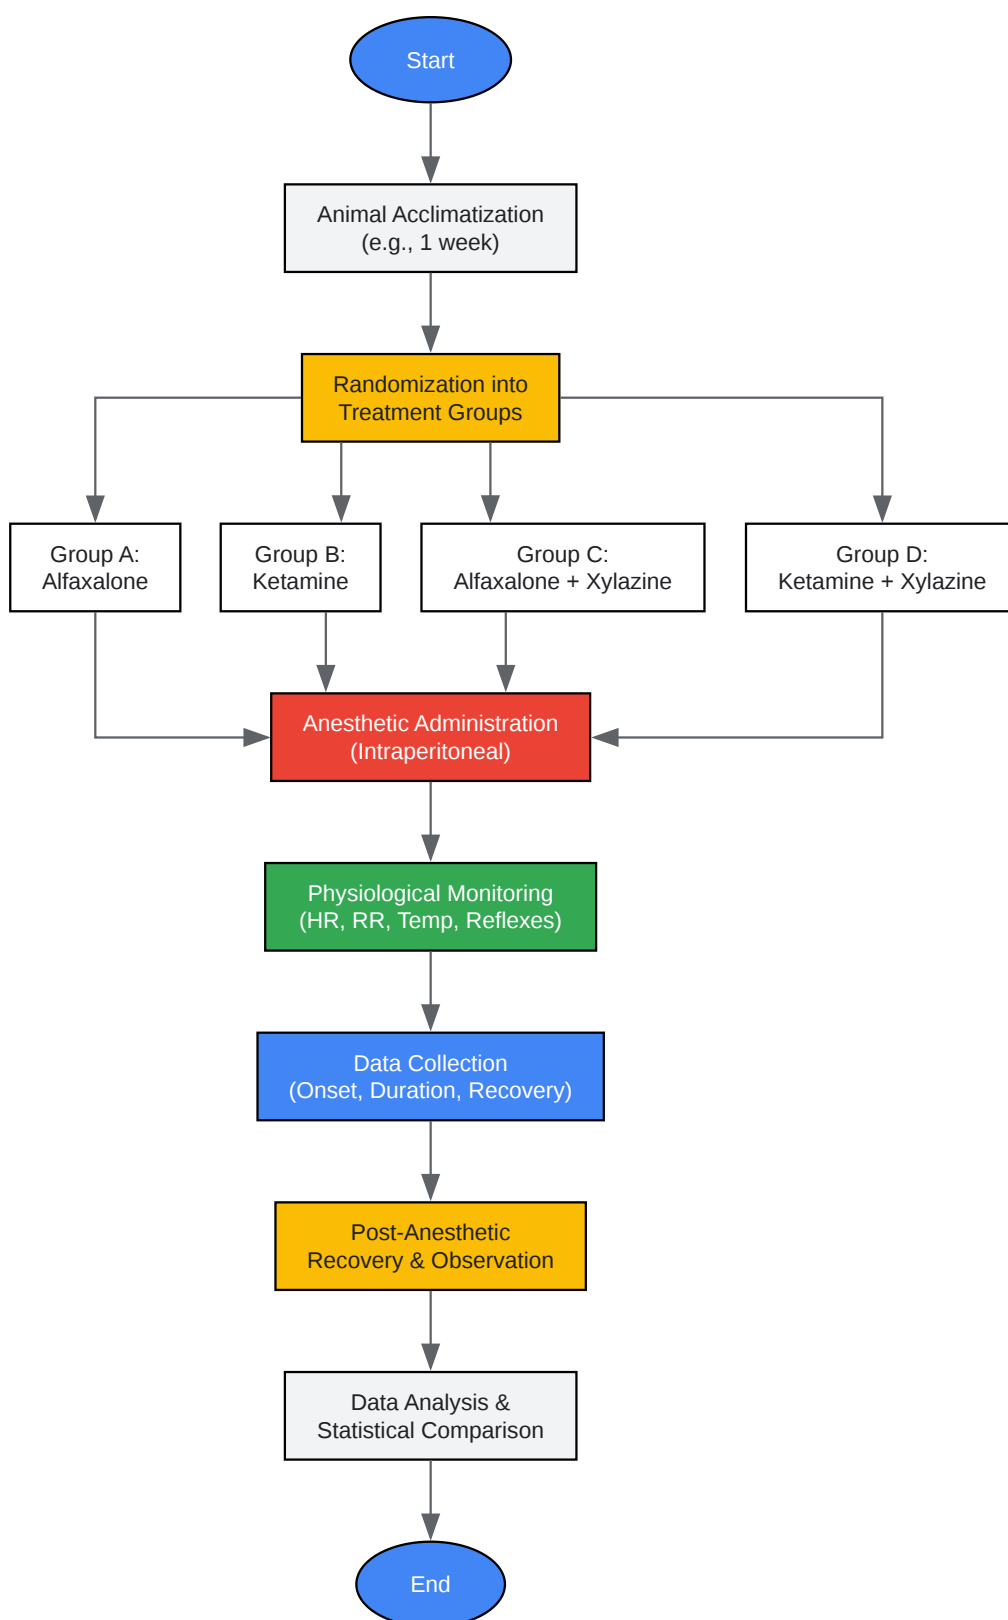 Start
Animal Acclimatization
(e.g., 1 week)
Randomization into
Treatment Groups
Group A:
Alfaxalone
Group B:
Ketamine
Group C:
Alfaxalone + Xylazine
Group D:
Ketamine + Xylazine
Anesthetic Administration
(Intraperitoneal)
Physiological Monitoring
(HR, RR, Temp, Reflexes)
Data Collection
(Onset, Duration, Recovery)
Post-Anesthetic
Recovery & Observation
Data Analysis &
Statistical Comparison
End